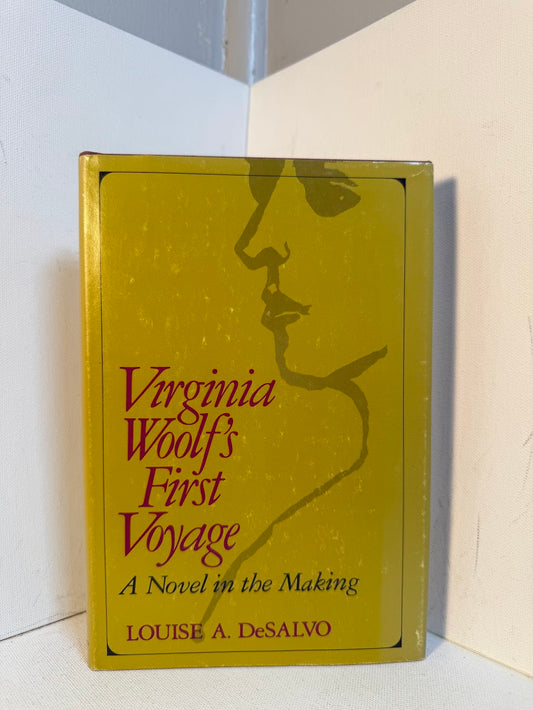 Virginia
Woolf's
First
Voyage
A Novel in the Making
LOUISE A. DeSALVO